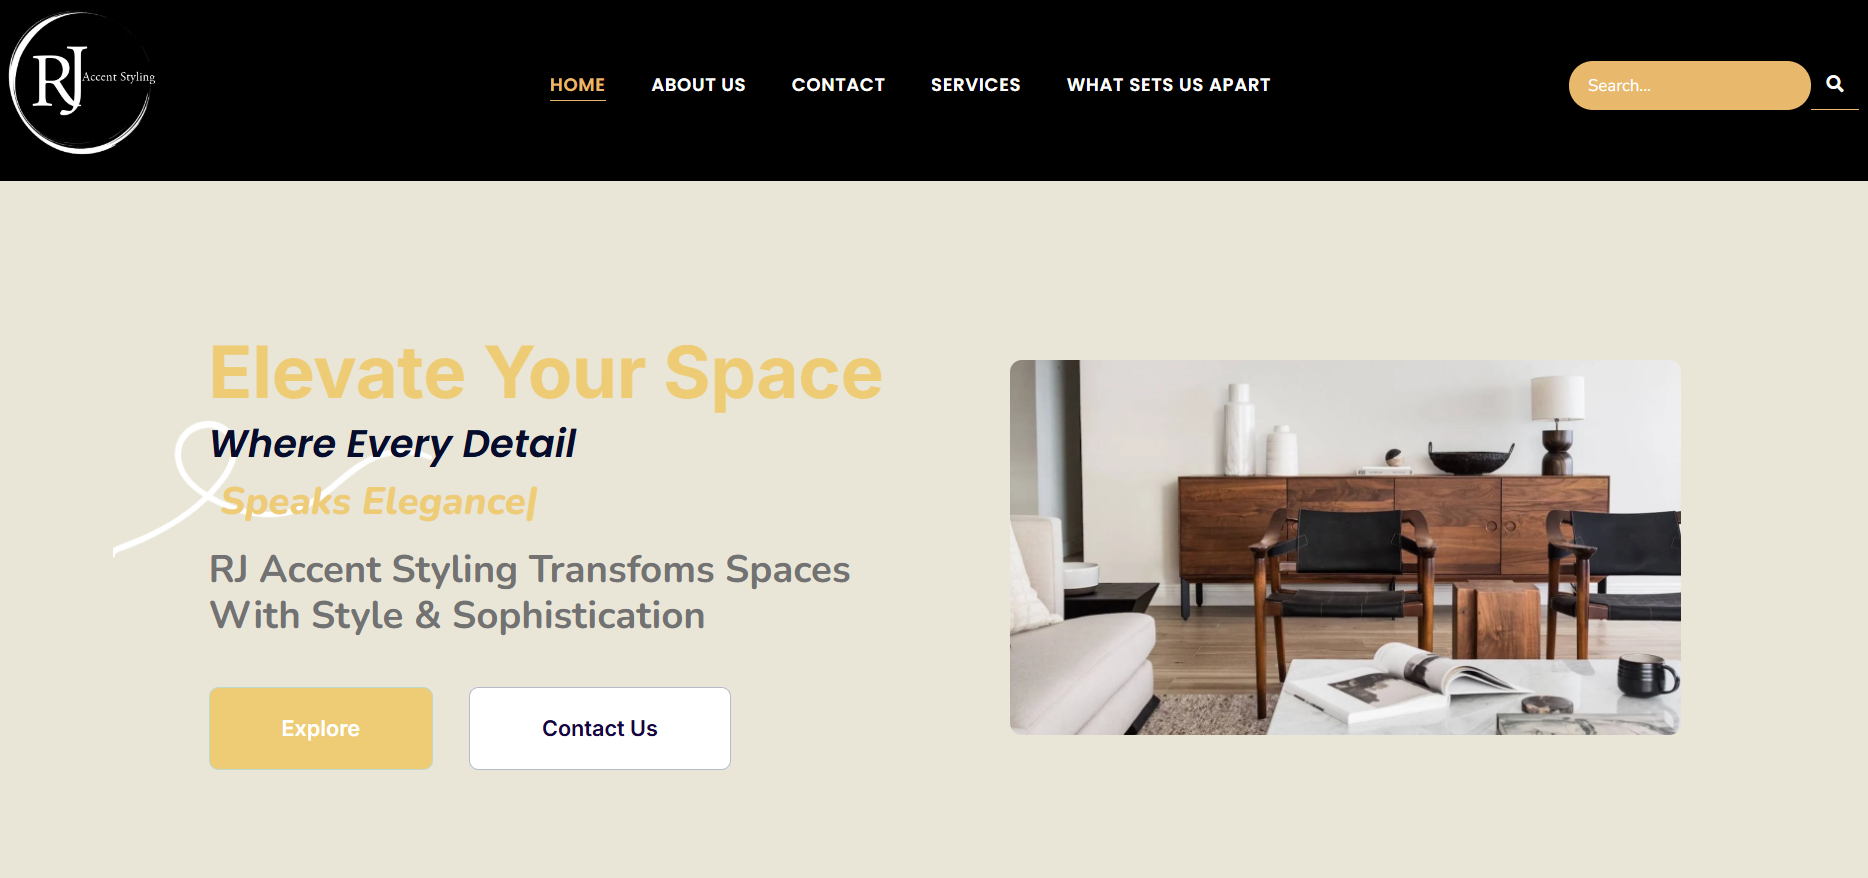 RJ Accent Styling
HOME ABOUT US CONTACT SERVICES WHAT SETS US APART
Search...
Elevate Your Space
Where Every Detail
Speaks Elegance|
RJ Accent Styling Transfoms Spaces
With Style & Sophistication
Explore Contact Us